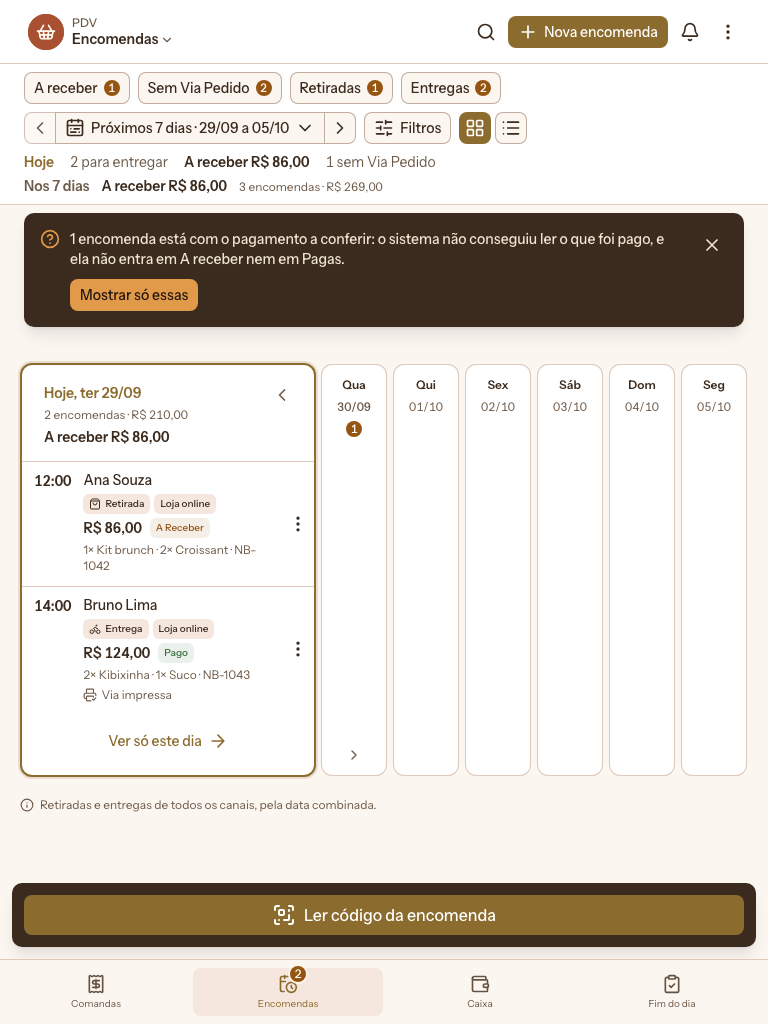 PDV
Encomendas
Nova encomenda
A receber 1
Sem Via Pedido 2
Retiradas 1
Entregas 2
Próximos 7 dias · 29/09 a 05/10
Filtros
Hoje 2 para entregar A receber R$ 86,00 1 sem Via Pedido
Nos 7 dias A receber R$ 86,00 3 encomendas · R$ 269,00
1 encomenda está com o pagamento a conferir: o sistema não conseguiu ler o que foi pago, e
ela não entra em A receber nem em Pagas.
Mostrar só essas
Hoje, ter 29/09
2 encomendas · R$ 210,00
A receber R$ 86,00
12:00 Ana Souza
Retirada Loja online
R$ 86,00 A Receber
1× Kit brunch · 2× Croissant · NB-
1042
14:00 Bruno Lima
Entrega Loja online
R$ 124,00 Pago
2× Kibixinha · 1× Suco · NB-1043
Via impressa
Ver só este dia
Qua
30/09
1
Qui
01/10
Sex
02/10
Sáb
03/10
Dom
04/10
Seg
05/10
Retiradas e entregas de todos os canais, pela data combinada.
Ler código da encomenda
Comandas
2
Encomendas
Caixa
Fim do dia